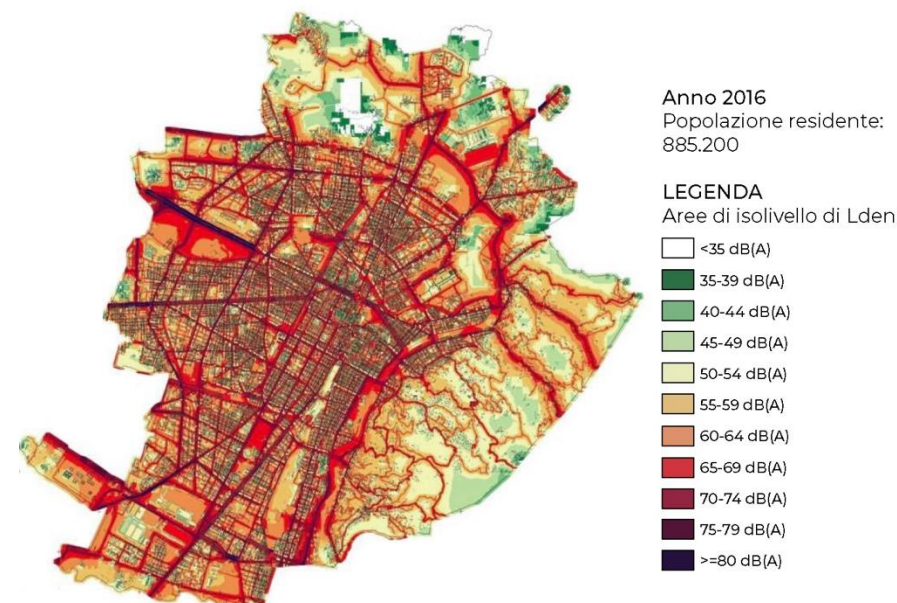 Anno 2016
Popolazione residente:
885.200
LEGENDA
Aree di isolivello di Lden
<35 dB(A)
35-39 dB(A)
40-44 dB(A)
45-49 dB(A)
50-54 dB(A)
55-59 dB(A)
60-64 dB(A)
65-69 dB(A)
70-74 dB(A)
75-79 dB(A)
>=80 dB(A)